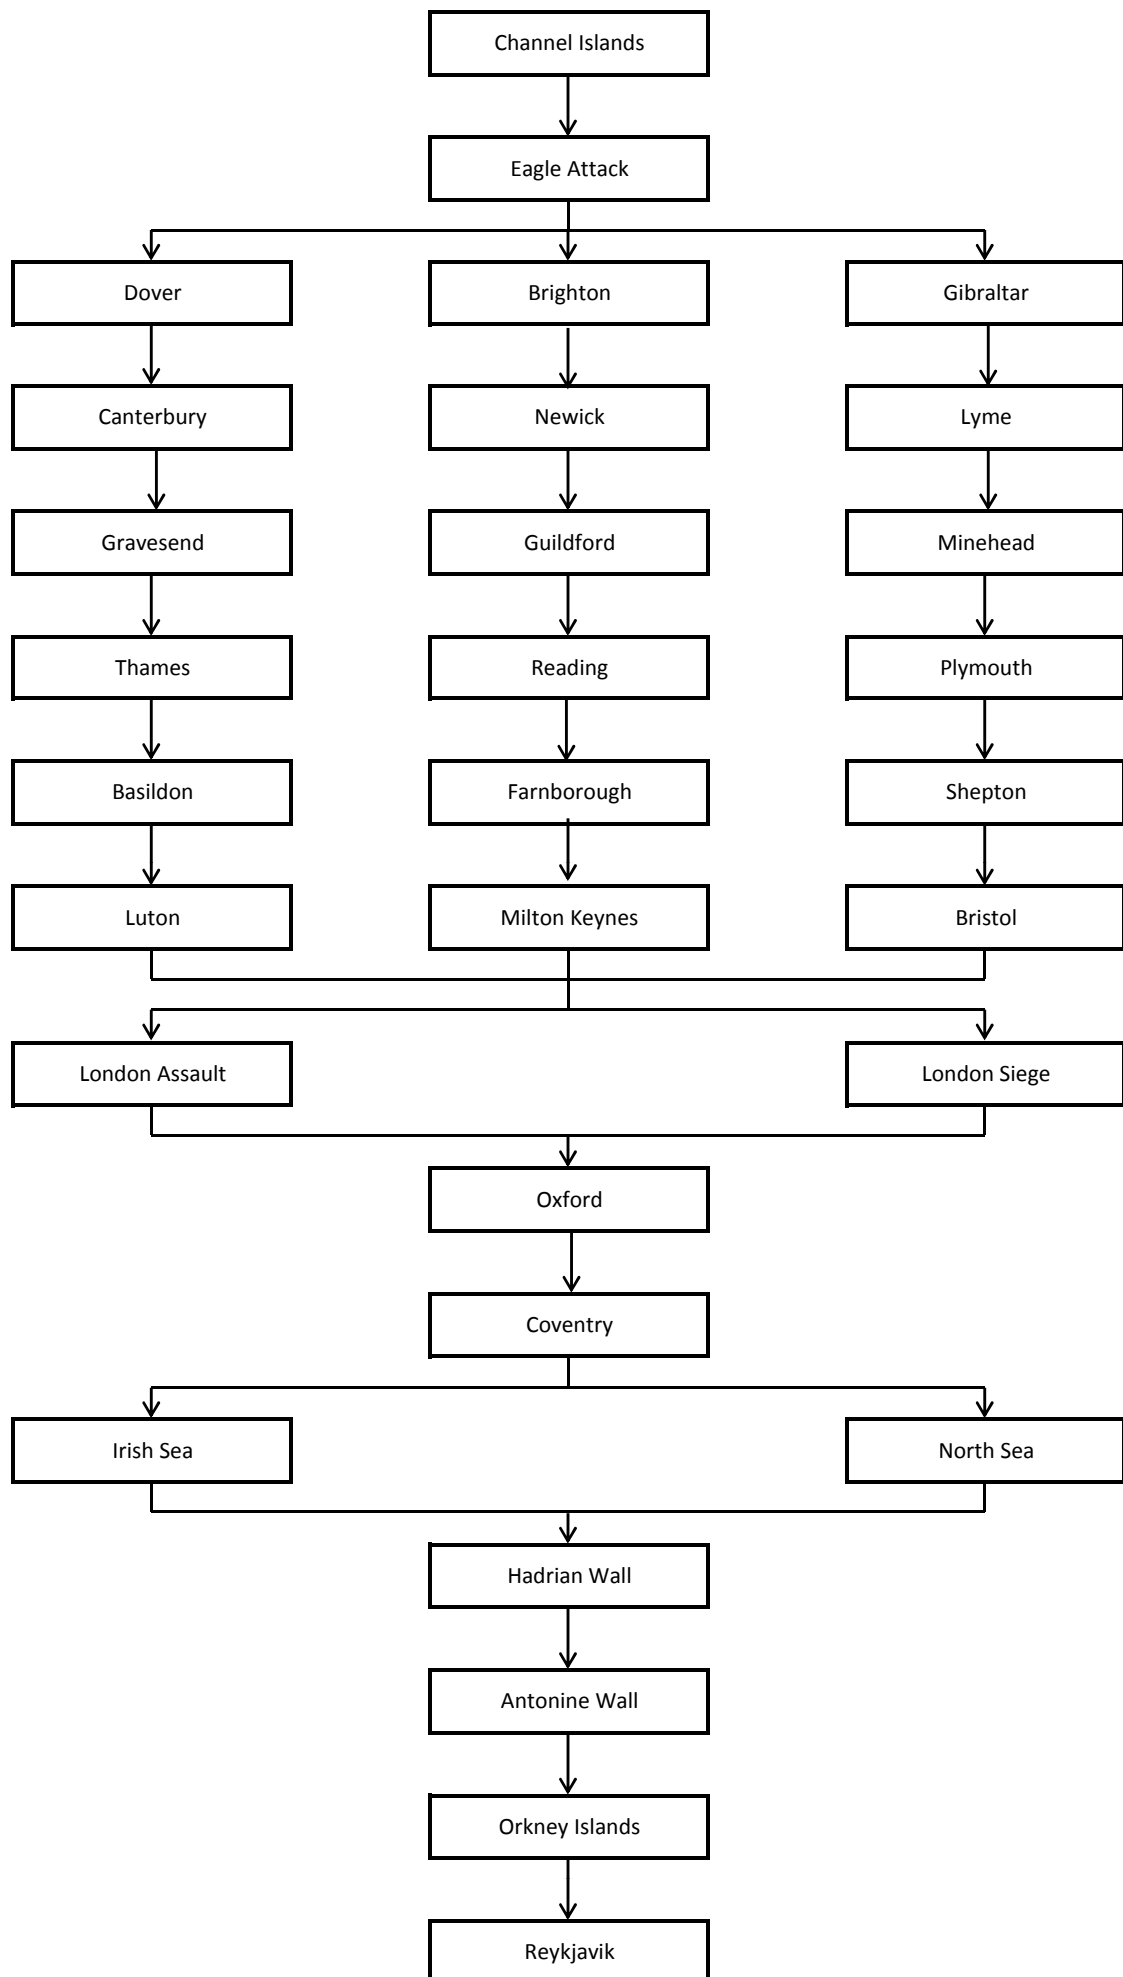 Channel Islands
Eagle Attack
Dover
Brighton
Gibraltar
Canterbury
Newick
Lyme
Gravesend
Guildford
Minehead
Thames
Reading
Plymouth
Basildon
Farnborough
Shepton
Luton
Milton Keynes
Bristol
London Assault
London Siege
Oxford
Coventry
Irish Sea
North Sea
Hadrian Wall
Antonine Wall
Orkney Islands
Reykjavik